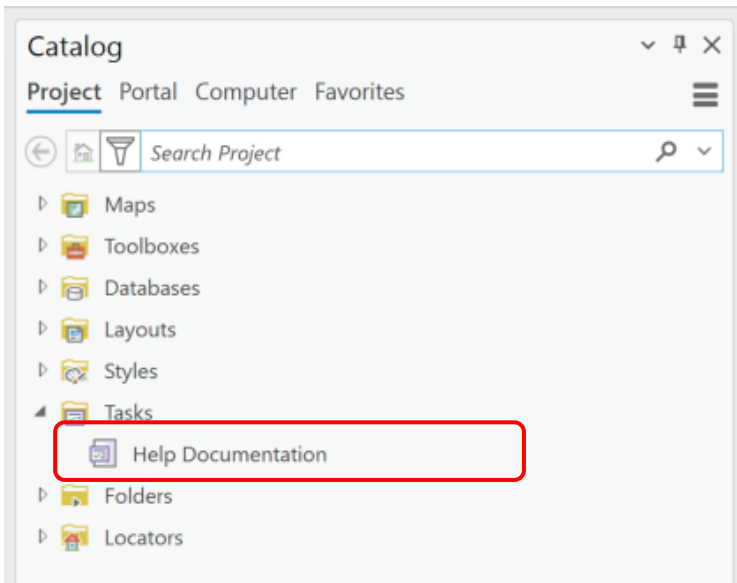 Catalog
Project Portal Computer Favorites
Search Project
Maps
Toolboxes
Databases
Layouts
Styles
Tasks
Help Documentation
Folders
Locators